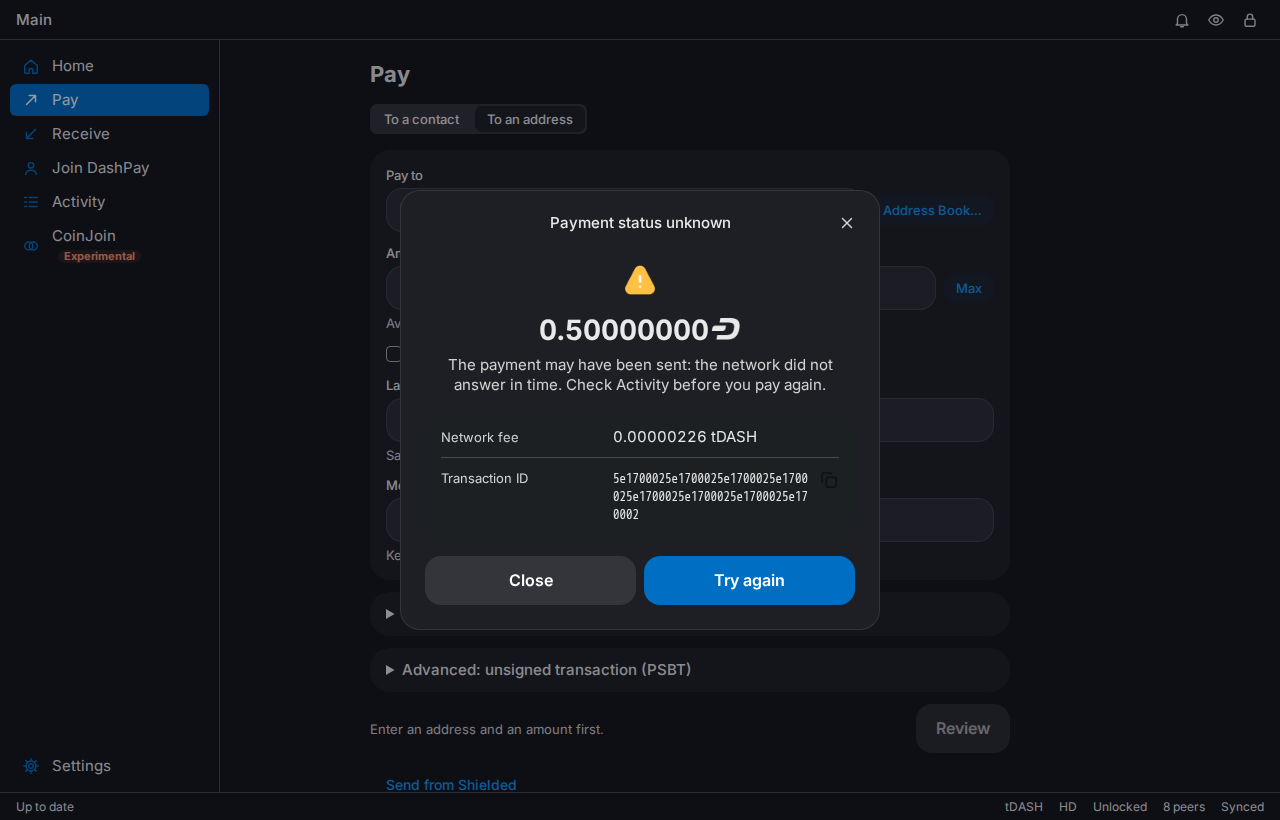 Main
Home
Pay
Receive
Join DashPay
Activity
CoinJoin
Experimental
Settings
Pay
To a contact
To an address
Pay to
Address Book...
Max
Payment status unknown
0.50000000
The payment may have been sent: the network did not
answer in time. Check Activity before you pay again.
Network fee
0.00000226 tDASH
Transaction ID
5e1700025e1700025e1700025e1700
025e1700025e1700025e1700025e17
0002
Close
Try again
Advanced: unsigned transaction (PSBT)
Enter an address and an amount first.
Review
Send from Shielded
Up to date
tDASH
HD
Unlocked
8 peers
Synced